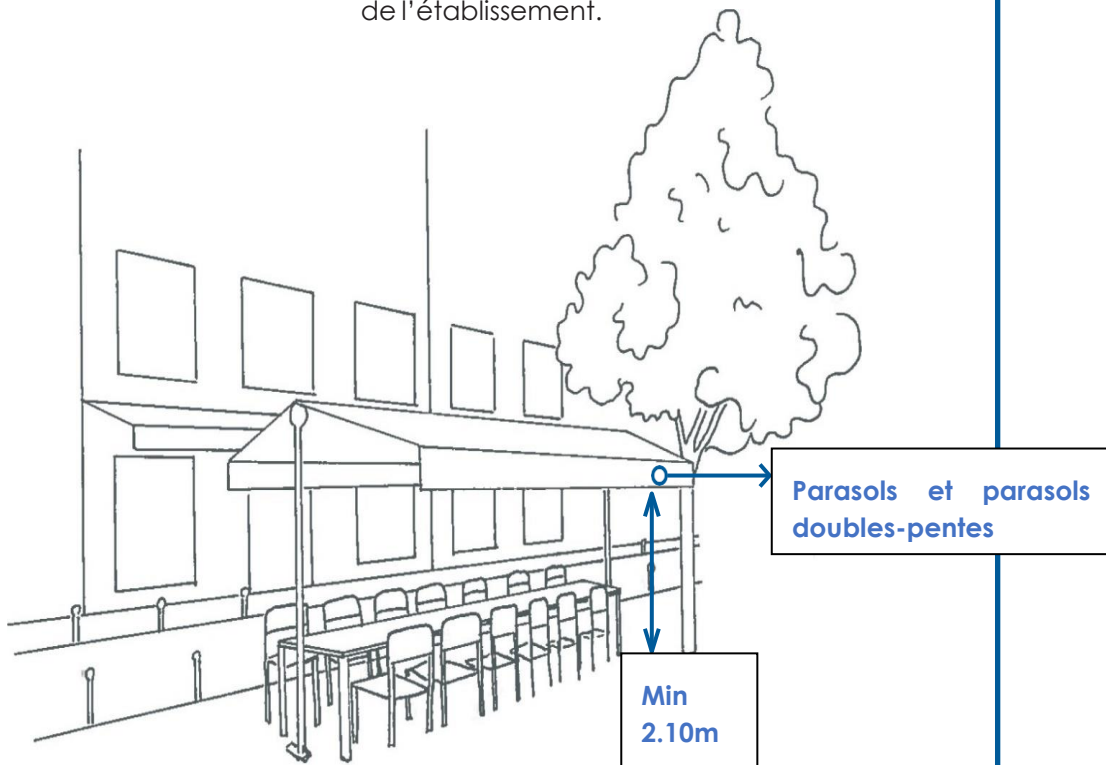 de l’établissement.
Parasols et parasols
doubles-pentes
Min
2.10m